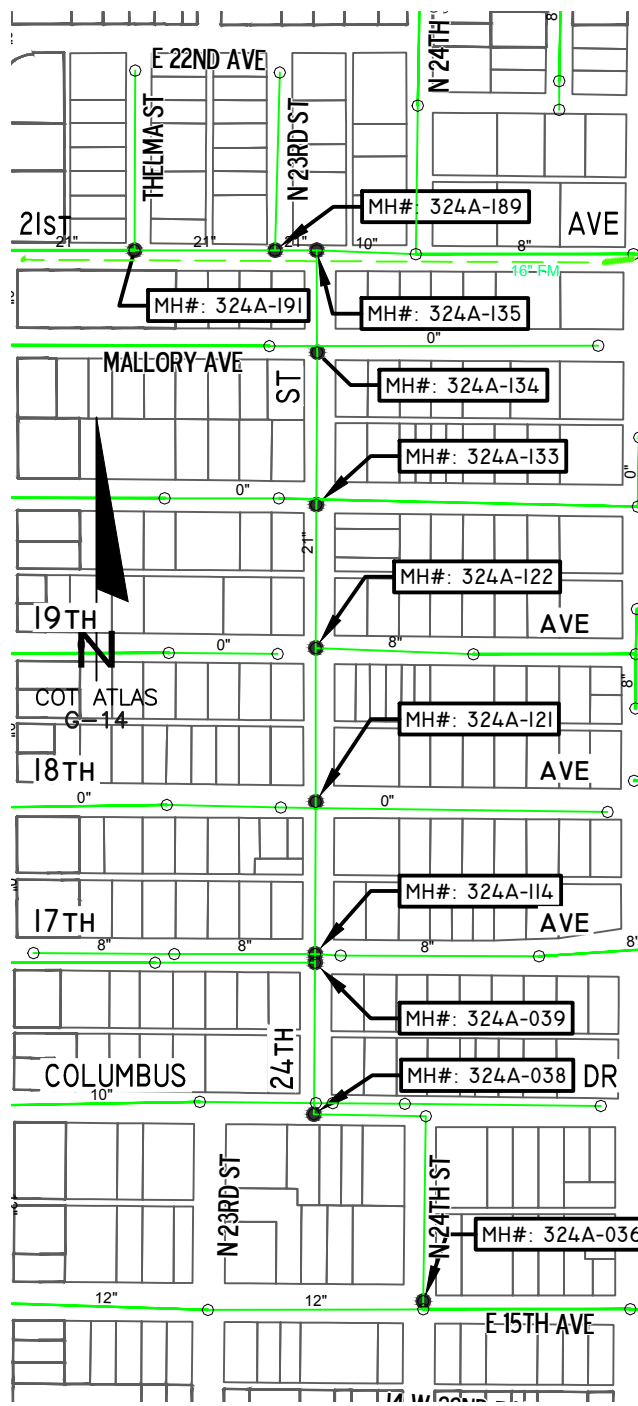 8"
E 22ND AVE
N 24TH
THELMA ST
N 23RD ST
MH#: 324A-189
21ST
AVE
21"
21"
21"
10"
8"
16" FM
MH#: 324A-191
MH#: 324A-135
0"
MALLORY AVE
ST
MH#: 324A-134
MH#: 324A-133
0"
0"
21"
MH#: 324A-122
19TH
AVE
0"
8"
N
8"
COT ATLAS
G-14
MH#: 324A-121
18TH
AVE
0"
0"
MH#: 324A-114
17TH
AVE
8"
8"
8"
8"
MH#: 324A-039
24TH
COLUMBUS
MH#: 324A-038
DR
10"
N 23RD ST
N 24TH ST
MH#: 324A-036
12"
12"
E 15TH AVE